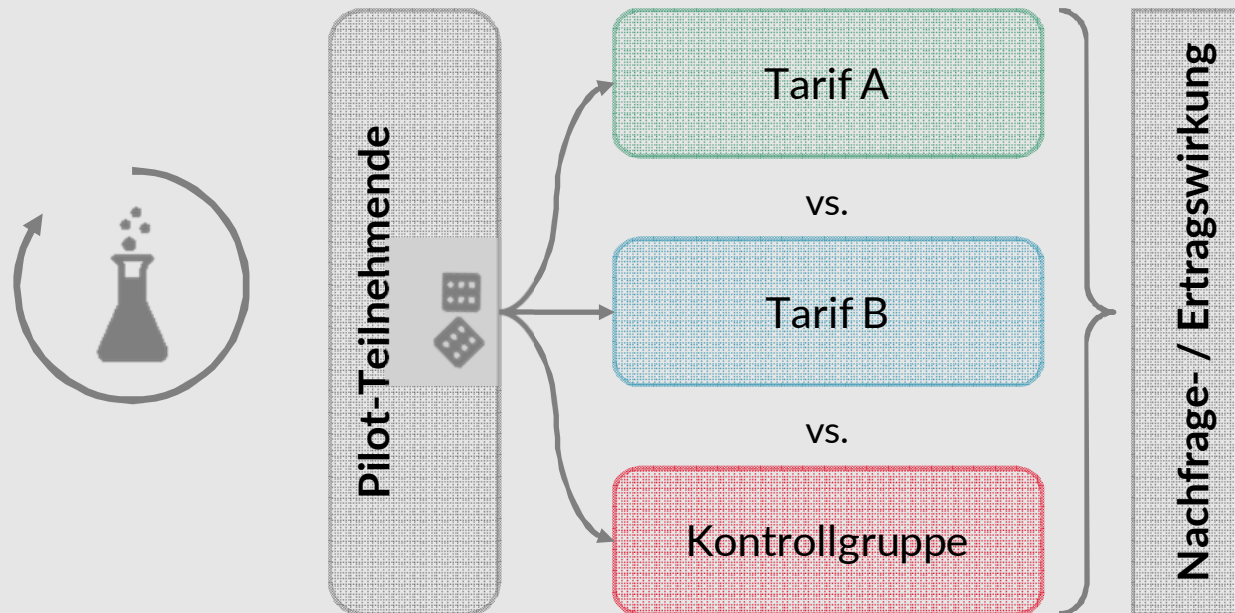 Pilot-Teilnehmende
Tarif A
vs.
Tarif B
vs.
Kontrollgruppe
Nachfrage- / Ertragswirkung